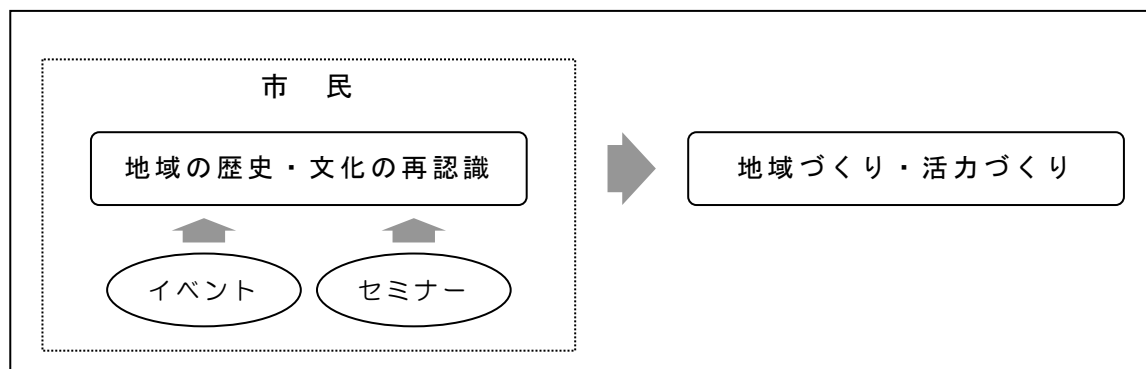 市　民
地域の歴史・文化の再認識
地域づくり・活力づくり
イベント
セミナー